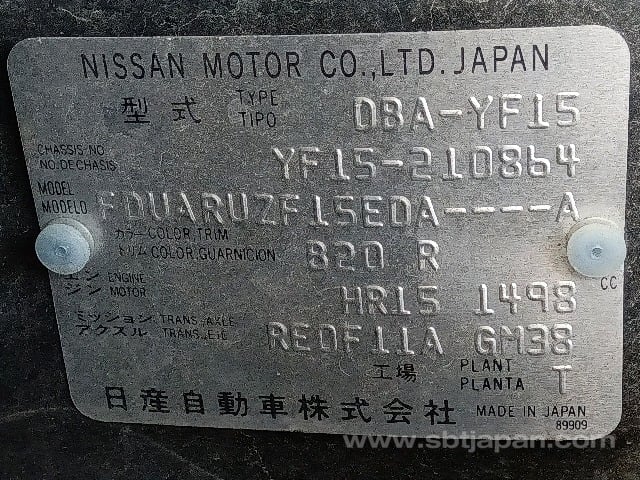 NISSAN MOTOR CO.,LTD. JAPAN
型式 TYPE TIPO DBA-YF15
CHASSIS NO. NO. DE CHASIS YF15-210864
MODEL MODELO FDUARUZF15EDA----A
カラー COLOR TRIM
トリム COLOR, GUARNICION 820 R
エン ENGINE
ジン MOTOR HR15 1498 CC
ミッション TRANS., AXLE
アクスル TRANS., EJE RE0F11A GM38
工場 PLANT PLANTA T
日産自動車株式会社 MADE IN JAPAN
89909
www.sbtjapan.com